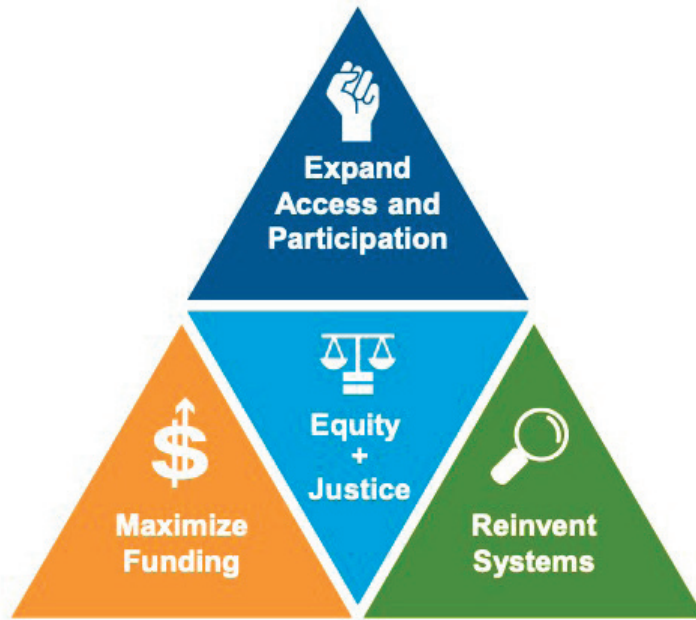 Expand
Access and
Participation
Equity
+
Justice
Maximize
Funding
Reinvent
Systems